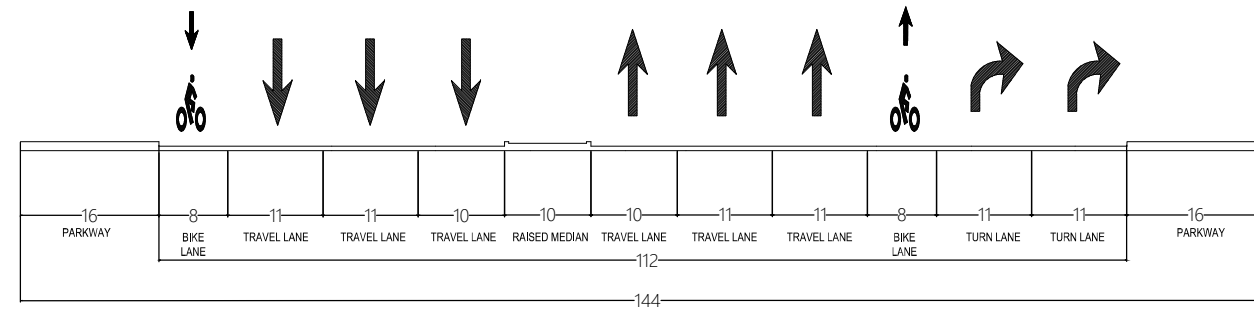 16 8 11 11 10 10 10 11 11 8 11 11 16
PARKWAY BIKE LANE TRAVEL LANE TRAVEL LANE TRAVEL LANE RAISED MEDIAN TRAVEL LANE TRAVEL LANE TRAVEL LANE BIKE LANE TURN LANE TURN LANE PARKWAY
112
144